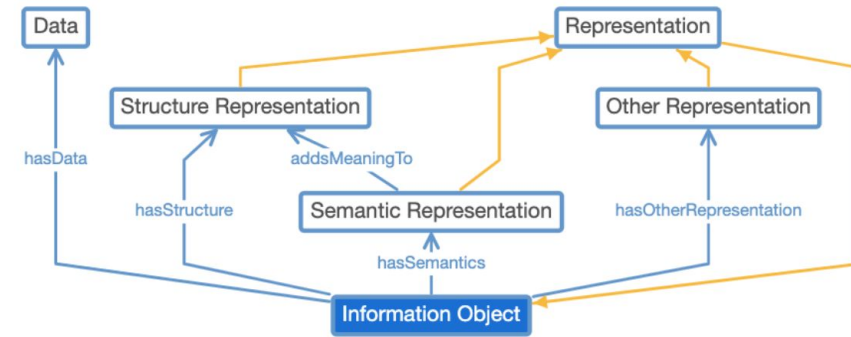 Data
Representation
Structure Representation
Other Representation
hasData
addsMeaningTo
hasStructure
Semantic Representation
hasOtherRepresentation
hasSemantics
Information Object